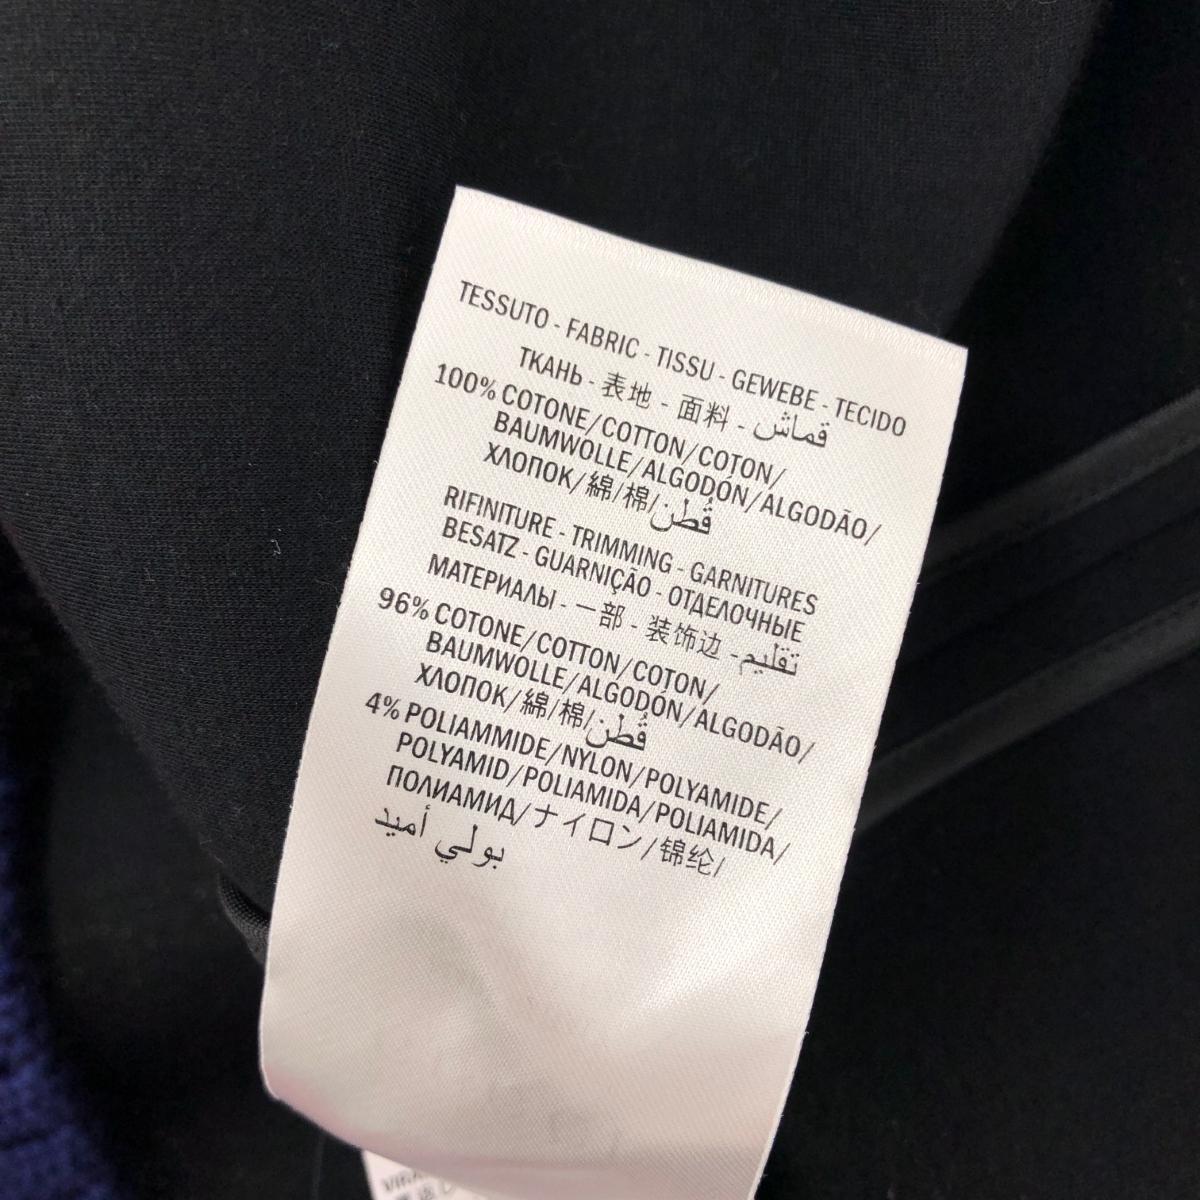 TESSUTO - FABRIC - TISSU - GEWEBE - TECIDO
ТКАНЬ - 表地 - 面料 - قماش
100% COTONE/COTTON/COTON/
BAUMWOLLE/ALGODÓN/ALGODÃO/
ХЛОПОК/綿/棉/قُطن
RIFINITURE - TRIMMING - GARNITURES
BESATZ - GUARNIÇÃO - ОТДЕЛОЧНЫЕ
МАТЕРИАЛЫ - 一部 - 装饰边 - تقليم
96% COTONE/COTTON/COTON/
BAUMWOLLE/ALGODÓN/ALGODÃO/
ХЛОПОК/綿/棉/قُطن
4% POLIAMMIDE/NYLON/POLYAMIDE/
POLYAMID/POLIAMIDA/POLIAMIDA/
ПОЛИАМИД/ナイロン/锦纶/
بولي أميد